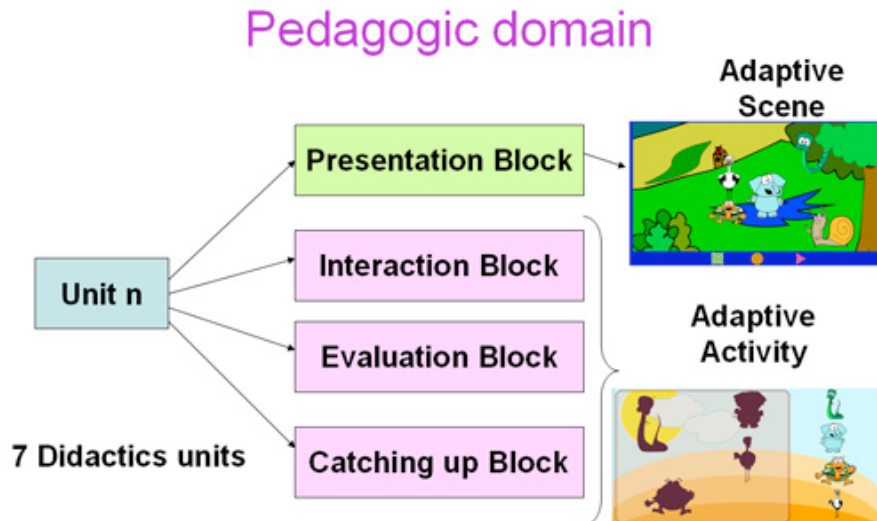 Pedagogic domain
Adaptive
Scene
Presentation Block
Interaction Block
Unit n
Evaluation Block
Adaptive
Activity
7 Didactics units
Catching up Block